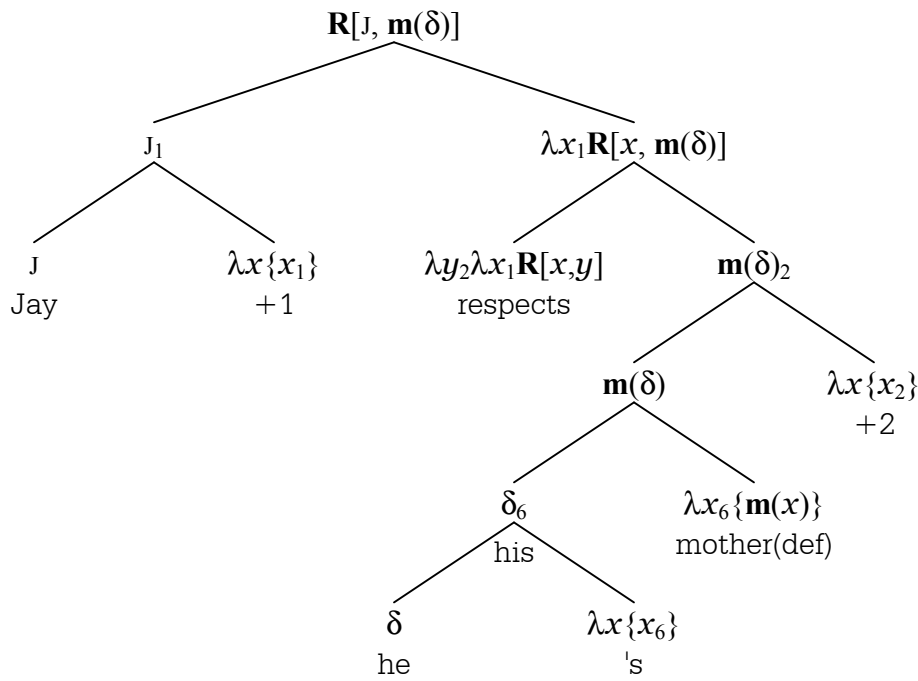 R[J, m(δ)]
J₁ λx₁R[x, m(δ)]
J λx{x₁} λy₂λx₁R[x,y] m(δ)₂
Jay +1 respects
m(δ) λx{x₂}
+2
δ₆ λx₆{m(x)}
his mother(def)
δ λx{x₆}
he 's